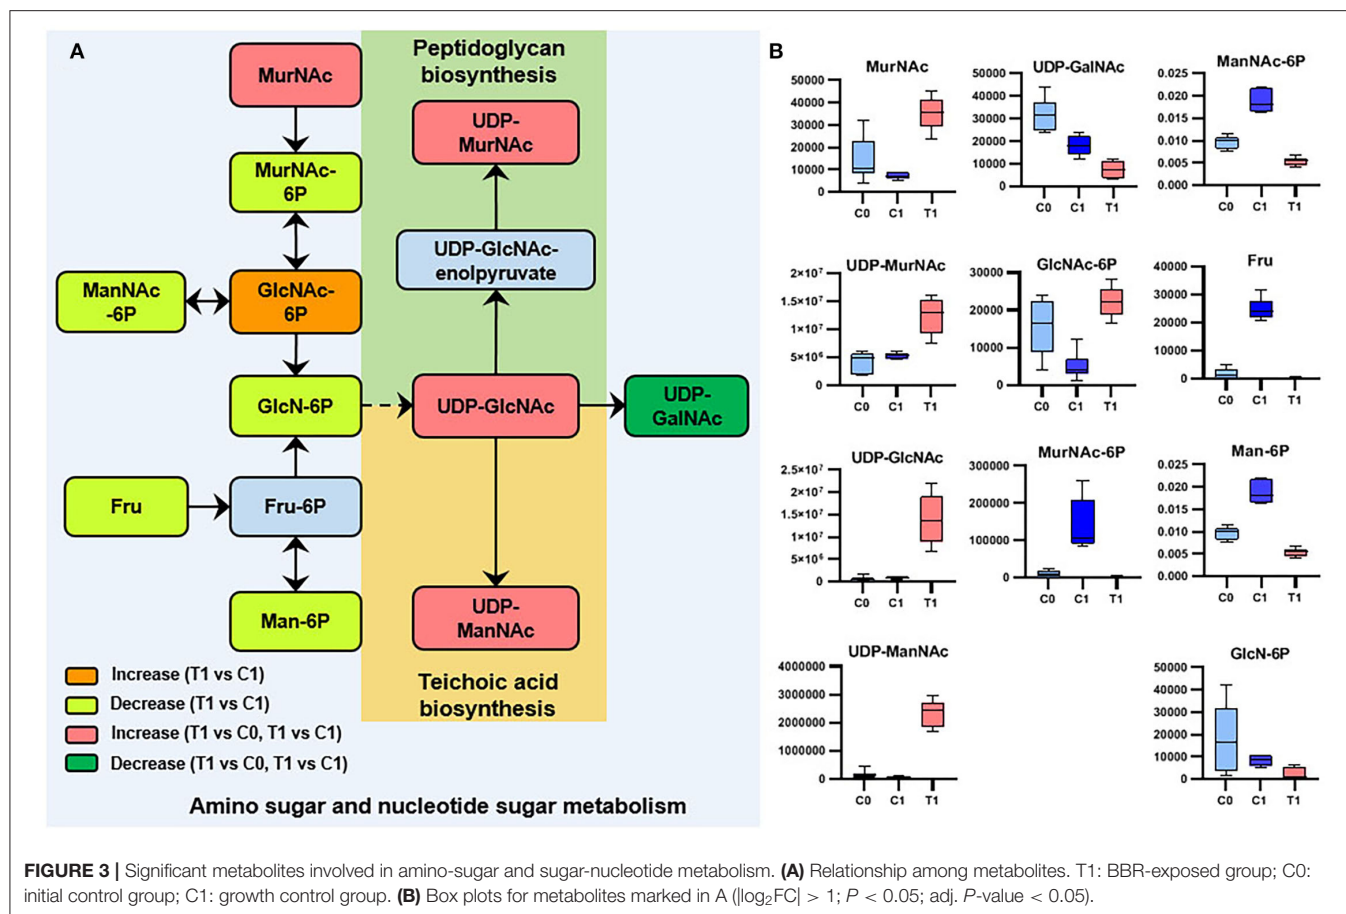 A
Peptidoglycan
biosynthesis
MurNAc
UDP-
MurNAc
MurNAc-
6P
UDP-GlcNAc-
enolpyruvate
ManNAc
-6P
GlcNAc-
6P
GlcN-6P
UDP-GlcNAc
UDP-
GalNAc
Fru
Fru-6P
Man-6P
UDP-
ManNAc
Increase (T1 vs C1)
Decrease (T1 vs C1)
Increase (T1 vs C0, T1 vs C1)
Decrease (T1 vs C0, T1 vs C1)
Teichoic acid
biosynthesis
Amino sugar and nucleotide sugar metabolism
B
MurNAc
50000
40000
30000
20000
10000
0
C0 C1 T1
UDP-GalNAc
50000
40000
30000
20000
10000
0
C0 C1 T1
ManNAc-6P
0.025
0.020
0.015
0.010
0.005
0.000
C0 C1 T1
UDP-MurNAc
2×10⁷
1.5×10⁷
1×10⁷
5×10⁶
0
C0 C1 T1
GlcNAc-6P
30000
20000
10000
0
C0 C1 T1
Fru
40000
30000
20000
10000
5000
0
C0 C1 T1
UDP-GlcNAc
2.5×10⁷
2×10⁷
1.5×10⁷
1×10⁷
5×10⁶
0
C0 C1 T1
MurNAc-6P
300000
200000
100000
0
C0 C1 T1
Man-6P
0.025
0.020
0.015
0.010
0.005
0.000
C0 C1 T1
UDP-ManNAc
4000000
3000000
2000000
1000000
0
C0 C1 T1
GlcN-6P
50000
40000
30000
20000
10000
0
C0 C1 T1
FIGURE 3 | Significant metabolites involved in amino-sugar and sugar-nucleotide metabolism. (A) Relationship among metabolites. T1: BBR-exposed group; C0:
initial control group; C1: growth control group. (B) Box plots for metabolites marked in A (|log₂FC| > 1; P < 0.05; adj. P-value < 0.05).